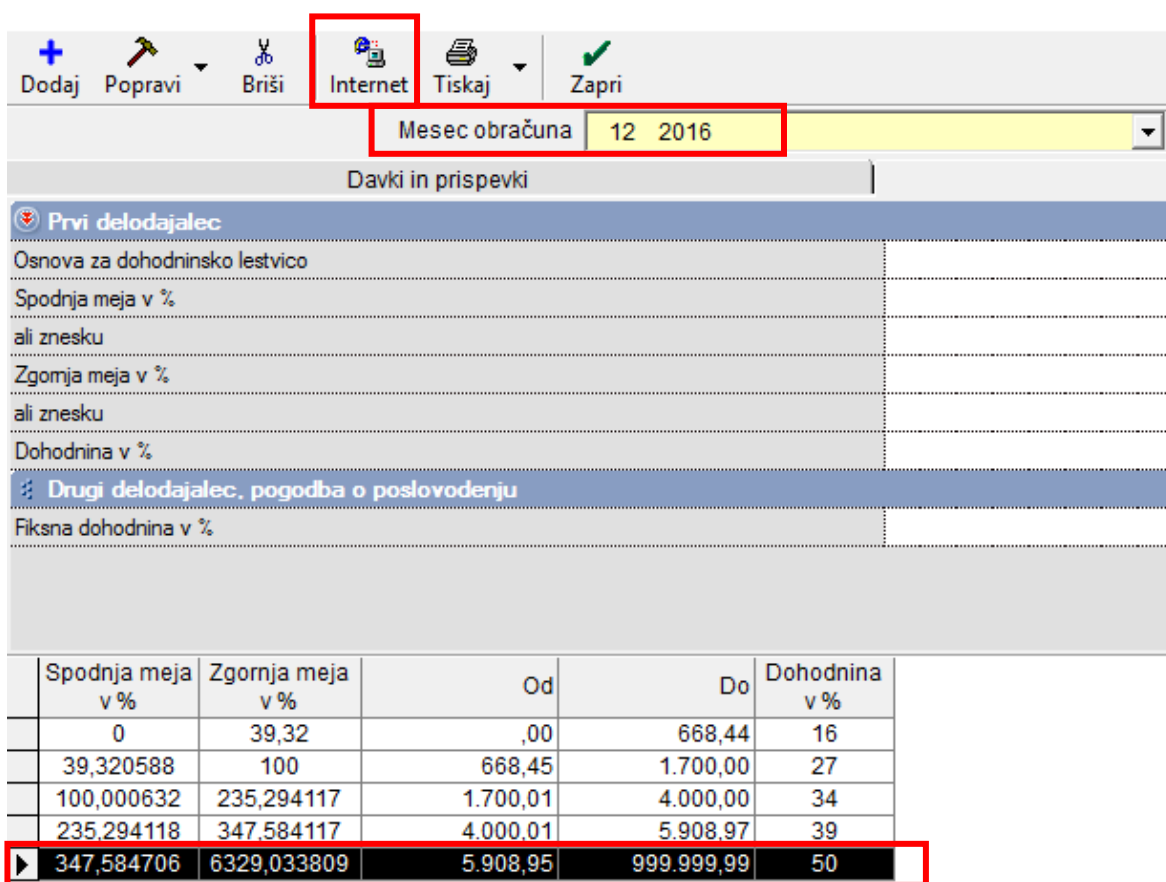 Dodaj Popravi Briši Internet Tiskaj Zapri
Mesec obračuna 12 2016
Davki in prispevki
Prvi delodajalec
Osnova za dohodninsko lestvico
Spodnja meja v %
ali znesku
Zgornja meja v %
ali znesku
Dohodnina v %
Drugi delodajalec, pogodba o poslovodenju
Fiksna dohodnina v %
Spodnja meja v % Zgornja meja v % Od Do Dohodnina v %
0 39,32 ,00 668,44 16
39,320588 100 668,45 1.700,00 27
100,000632 235,294117 1.700,01 4.000,00 34
235,294118 347,584117 4.000,01 5.908,97 39
347,584706 6329,033809 5.908,95 999.999,99 50